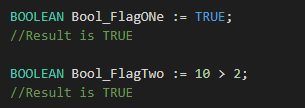 BOOLEAN Bool_FlagONe := TRUE;
//Result is TRUE
BOOLEAN Bool_FlagTwo := 10 > 2;
//Result is TRUE